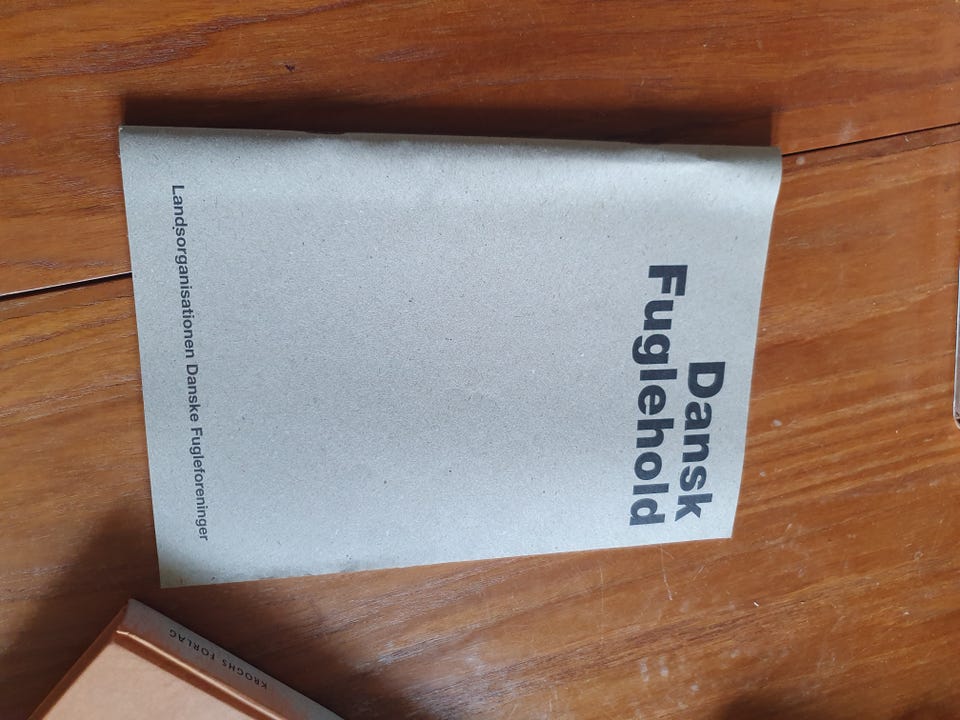 Dansk
Fuglehold
Landsorganisationen Danske Fugleforeninger
KROGHS FORLAG